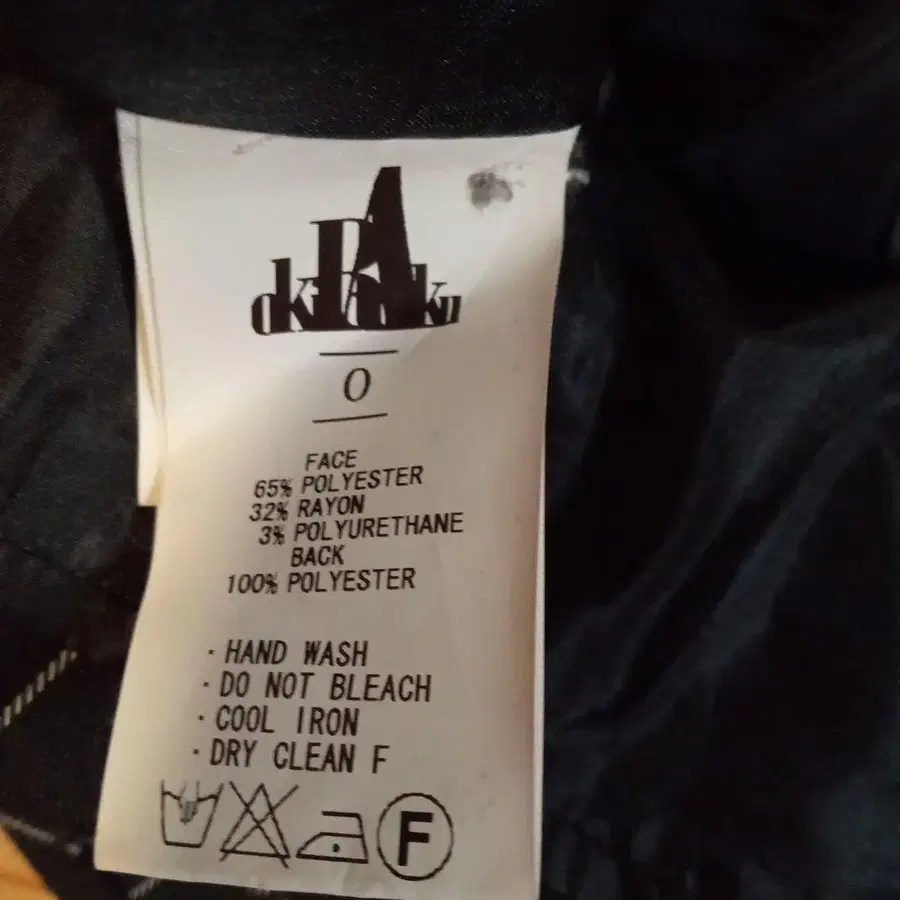 0
FACE
65% POLYESTER
32% RAYON
3% POLYURETHANE
BACK
100% POLYESTER
· HAND WASH
· DO NOT BLEACH
· COOL IRON
· DRY CLEAN F
F